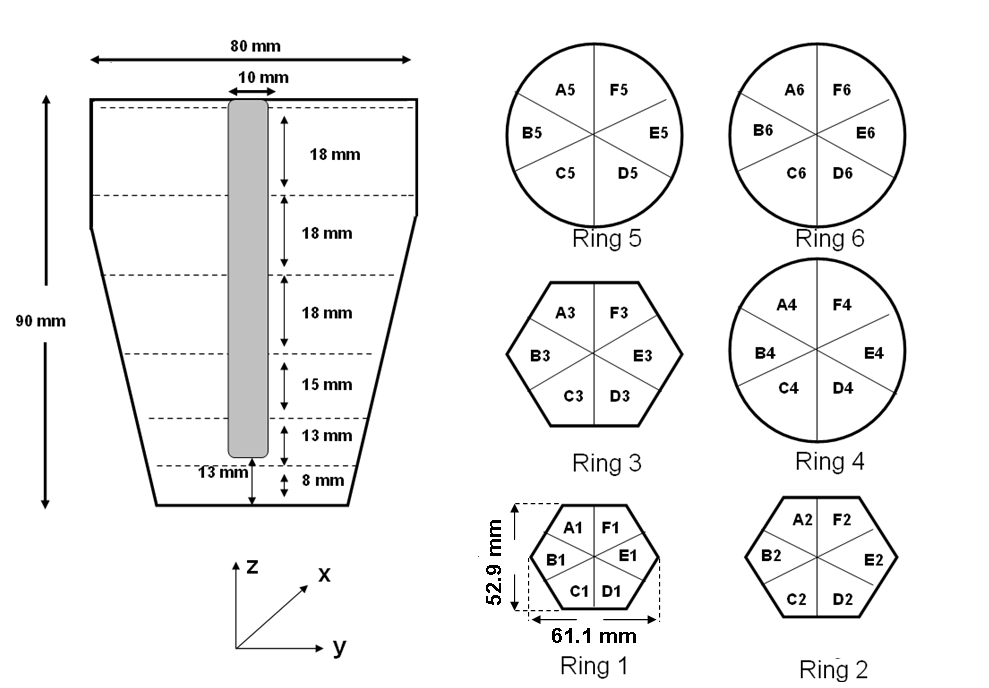 80 mm
10 mm
18 mm
18 mm
90 mm
18 mm
15 mm
13 mm
13 mm
8 mm
z
x
y
A5 F5
B5 E5
C5 D5
Ring 5
A6 F6
B6 E6
C6 D6
Ring 6
A3 F3
B3 E3
C3 D3
Ring 3
A4 F4
B4 E4
C4 D4
Ring 4
52.9 mm
A1 F1
B1 E1
C1 D1
61.1 mm
Ring 1
A2 F2
B2 E2
C2 D2
Ring 2